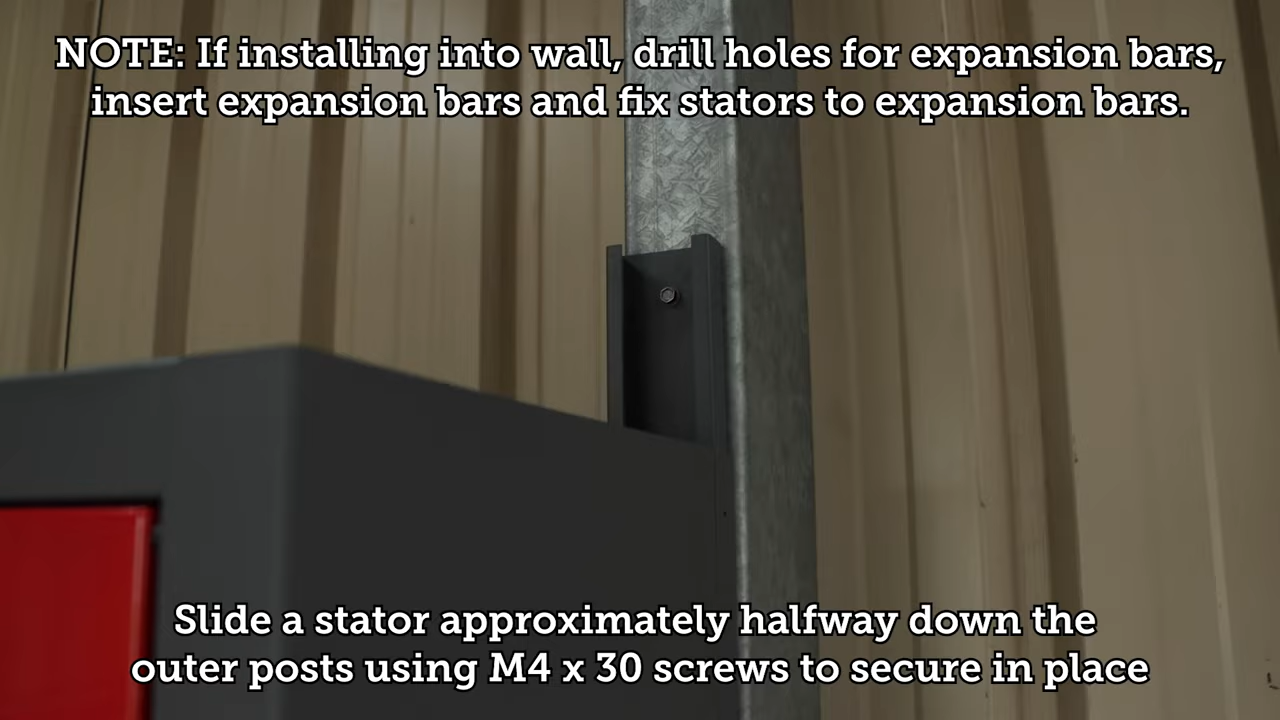 NOTE: If installing into wall, drill holes for expansion bars,
insert expansion bars and fix stators to expansion bars.
Slide a stator approximately halfway down the
outer posts using M4 x 30 screws to secure in place